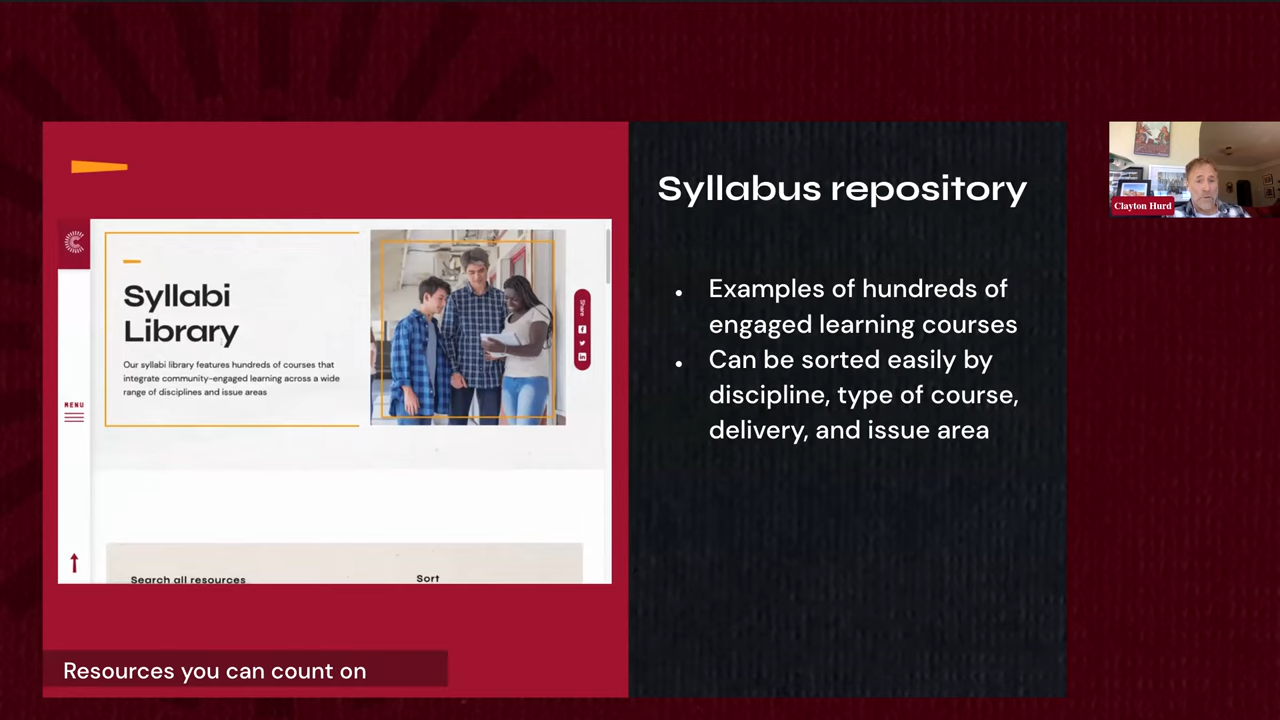 Syllabus repository
Examples of hundreds of
engaged learning courses
Can be sorted easily by
discipline, type of course,
delivery, and issue area
Syllabi
Library
Our syllabi library features hundreds of courses that
integrate community-engaged learning across a wide
range of disciplines and issue areas
Share
MENU
Search all resources
Sort
Resources you can count on
Clayton Hurd